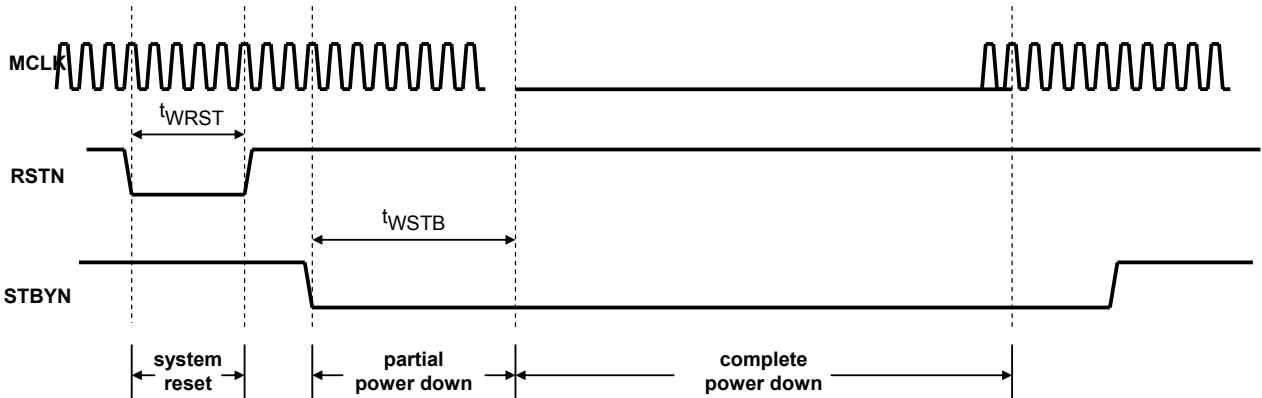 MCLK
tWRST
RSTN
tWSTB
STBYN
system
reset
partial
power down
complete
power down